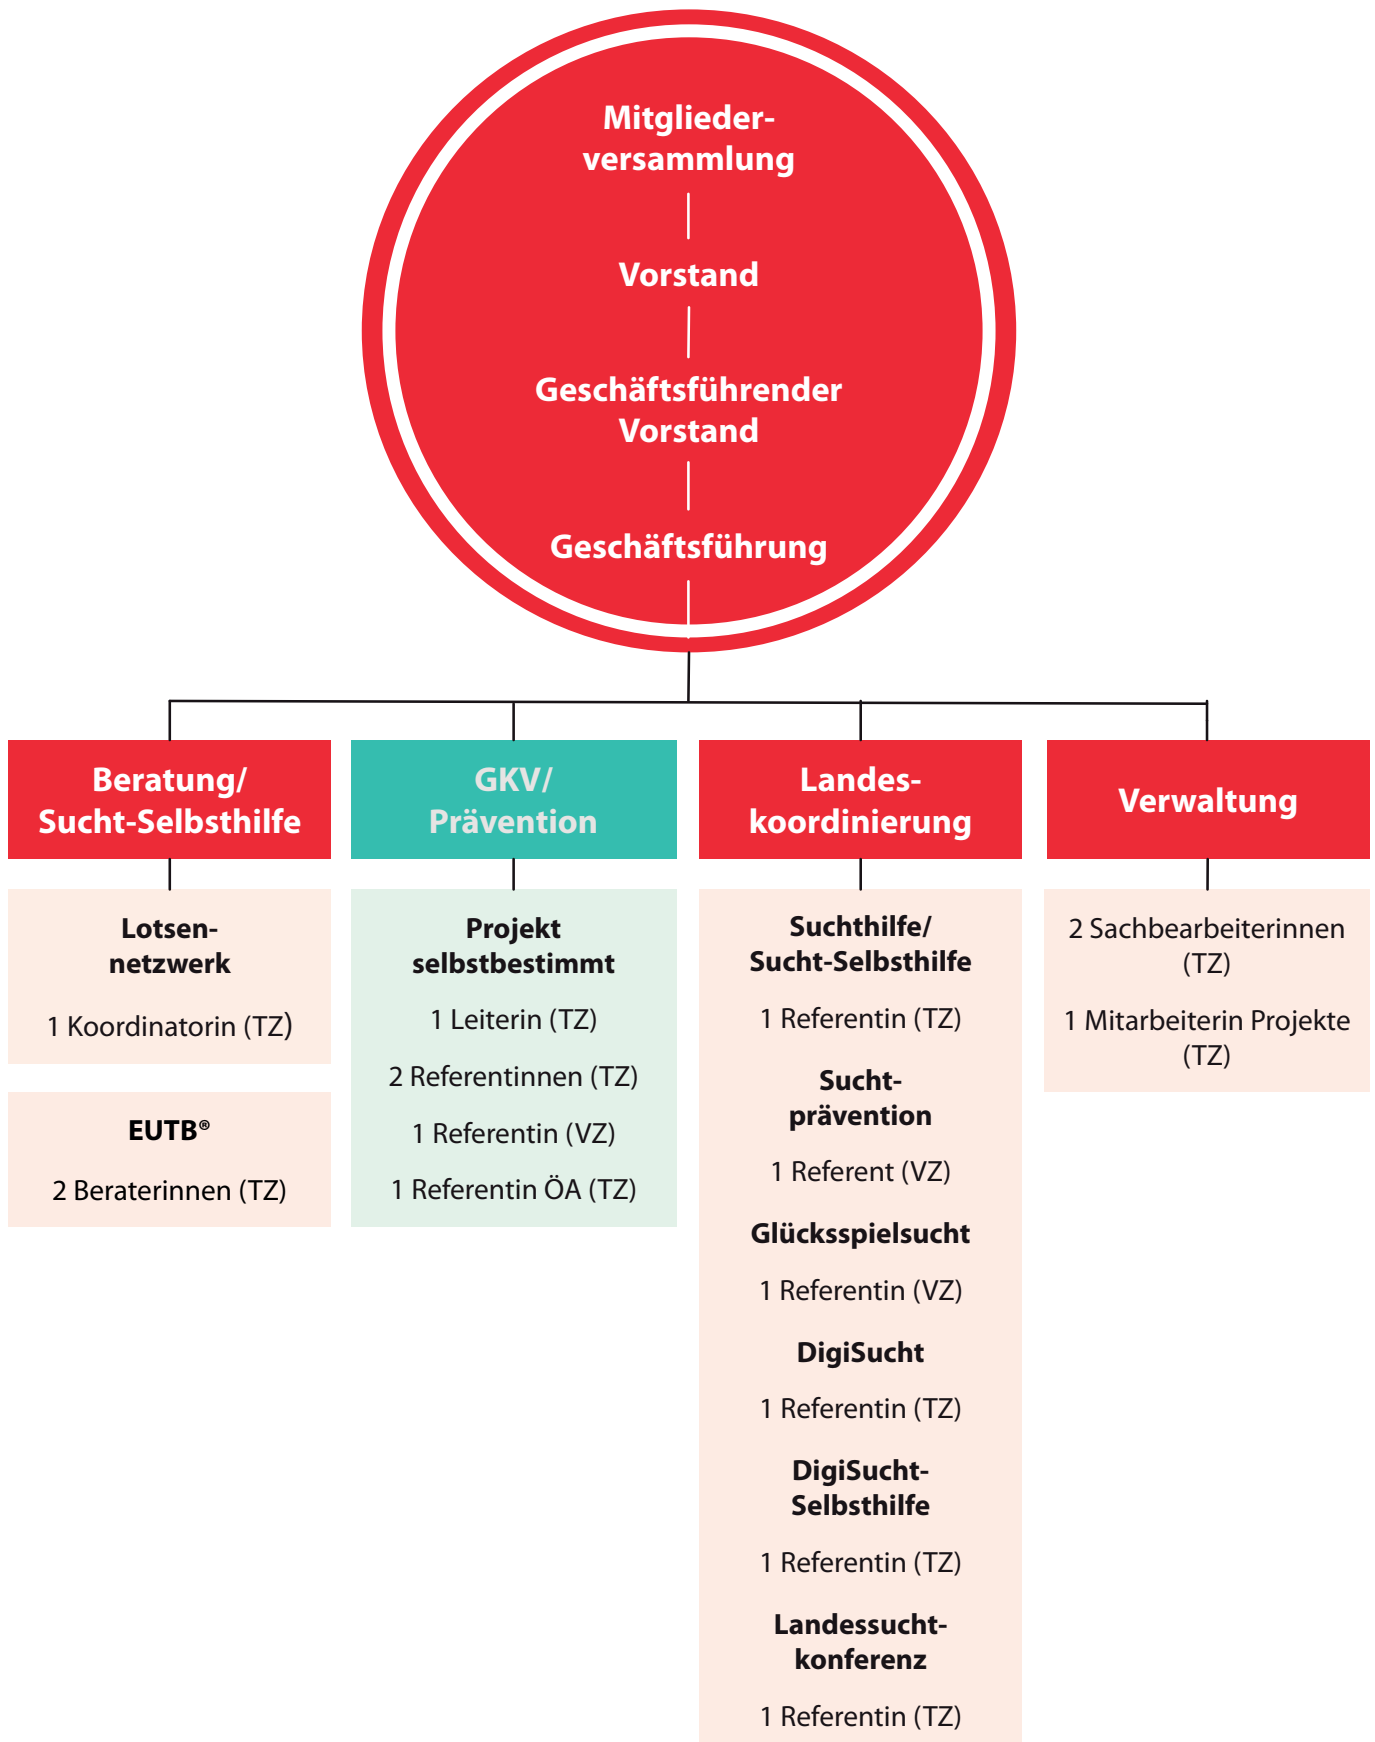 Mitglieder-
versammlung
Vorstand
Geschäftsführender
Vorstand
Geschäftsführung
Beratung/
Sucht-Selbsthilfe
Lotsen-
netzwerk
1 Koordinatorin (TZ)
EUTB®
2 Beraterinnen (TZ)
GKV/
Prävention
Projekt
selbstbestimmt
1 Leiterin (TZ)
2 Referentinnen (TZ)
1 Referentin (VZ)
1 Referentin ÖA (TZ)
Landes-
koordinierung
Suchthilfe/
Sucht-Selbsthilfe
1 Referentin (TZ)
Sucht-
prävention
1 Referent (VZ)
Glücksspielsucht
1 Referentin (VZ)
DigiSucht
1 Referentin (TZ)
DigiSucht-
Selbsthilfe
1 Referentin (TZ)
Landessucht-
konferenz
1 Referentin (TZ)
Verwaltung
2 Sachbearbeiterinnen
(TZ)
1 Mitarbeiterin Projekte
(TZ)